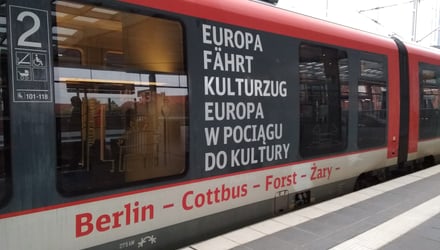 2
101-118
EUROPA
FÄHRT
KULTURZUG
EUROPA
W POCIĄGU
DO KULTURY
Berlin – Cottbus – Forst – Żary –